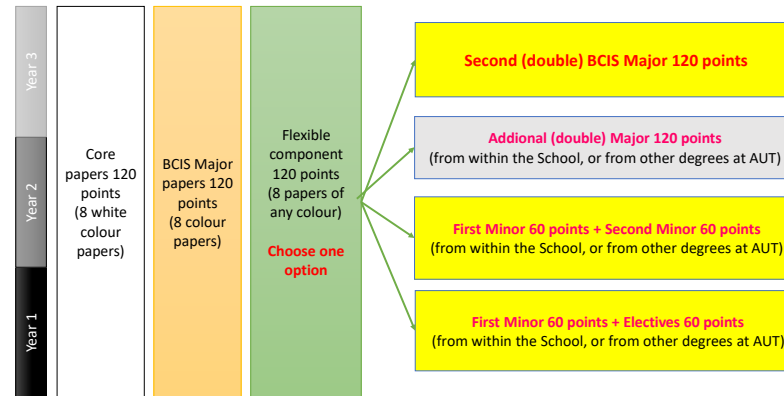 Year 3
Year 2
Year 1
Core
papers 120
points
(8 white
colour
papers)
BCIS Major
papers 120
points
(8 colour
papers)
Flexible
component
120 points
(8 papers of
any colour)
Choose one
option
Second (double) BCIS Major 120 points
Addional (double) Major 120 points
(from within the School, or from other degrees at AUT)
First Minor 60 points + Second Minor 60 points
(from within the School, or from other degrees at AUT)
First Minor 60 points + Electives 60 points
(from within the School, or from other degrees at AUT)